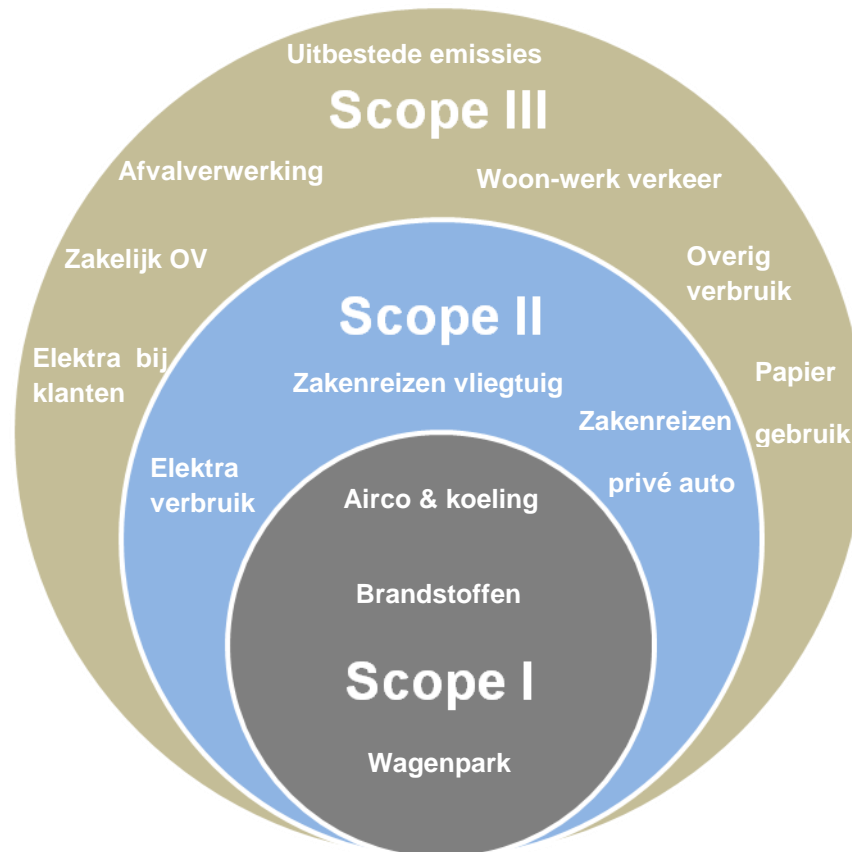 Uitbestede emissies
Scope III
Afvalverwerking
Woon-werk verkeer
Zakelijk OV
Overig
verbruik
Elektra bij
klanten
Papier
gebruik
Scope II
Zakenreizen vliegtuig
Zakenreizen
privé auto
Elektra
verbruik
Airco & koeling
Brandstoffen
Scope I
Wagenpark